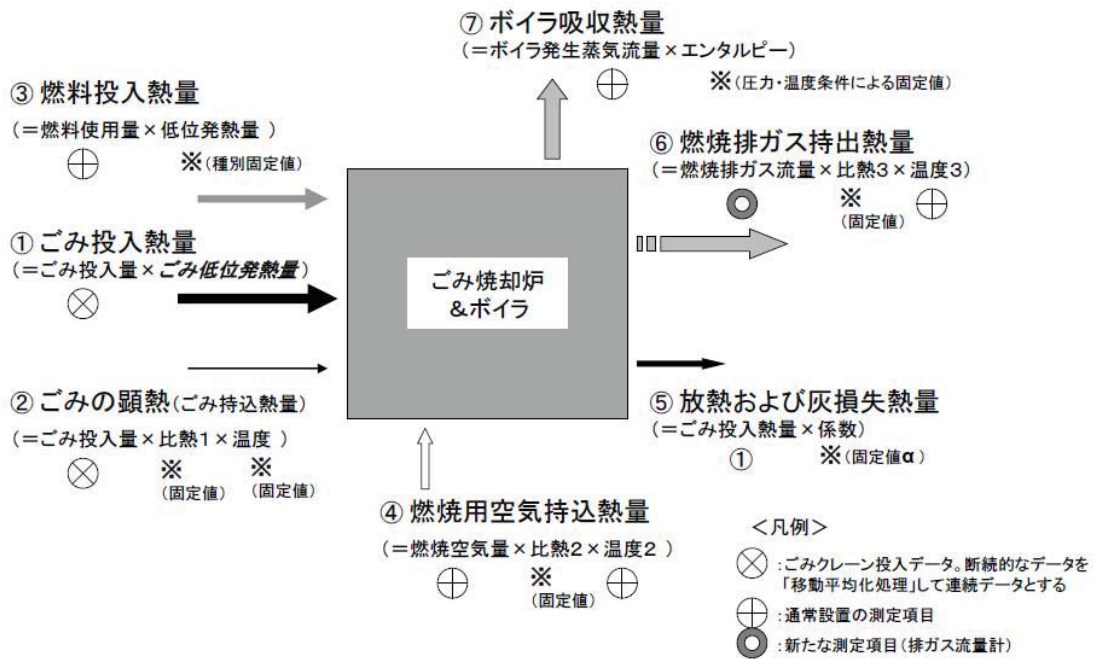 ⑦ ボイラ吸収熱量
(=ボイラ発生蒸気流量×エンタルピー)
※(圧力・温度条件による固定値)
③ 燃料投入熱量
(=燃料使用量×低位発熱量 )
※(種別固定値)
⑥ 燃焼排ガス持出熱量
(=燃焼排ガス流量×比熱3×温度3)
※
(固定値)
① ごみ投入熱量
(=ごみ投入量×ごみ低位発熱量)
ごみ焼却炉
&ボイラ
② ごみの顕熱(ごみ持込熱量)
(=ごみ投入量×比熱1×温度 )
※ ※
(固定値) (固定値)
⑤ 放熱および灰損失熱量
(=ごみ投入熱量×係数)
① ※(固定値α )
④ 燃焼用空気持込熱量
(=燃焼空気量×比熱2×温度2 )
※
(固定値)
<凡例>
:ごみクレーン投入データ。断続的なデータを
「移動平均化処理」して連続データとする
:通常設置の測定項目
:新たな測定項目(排ガス流量計)